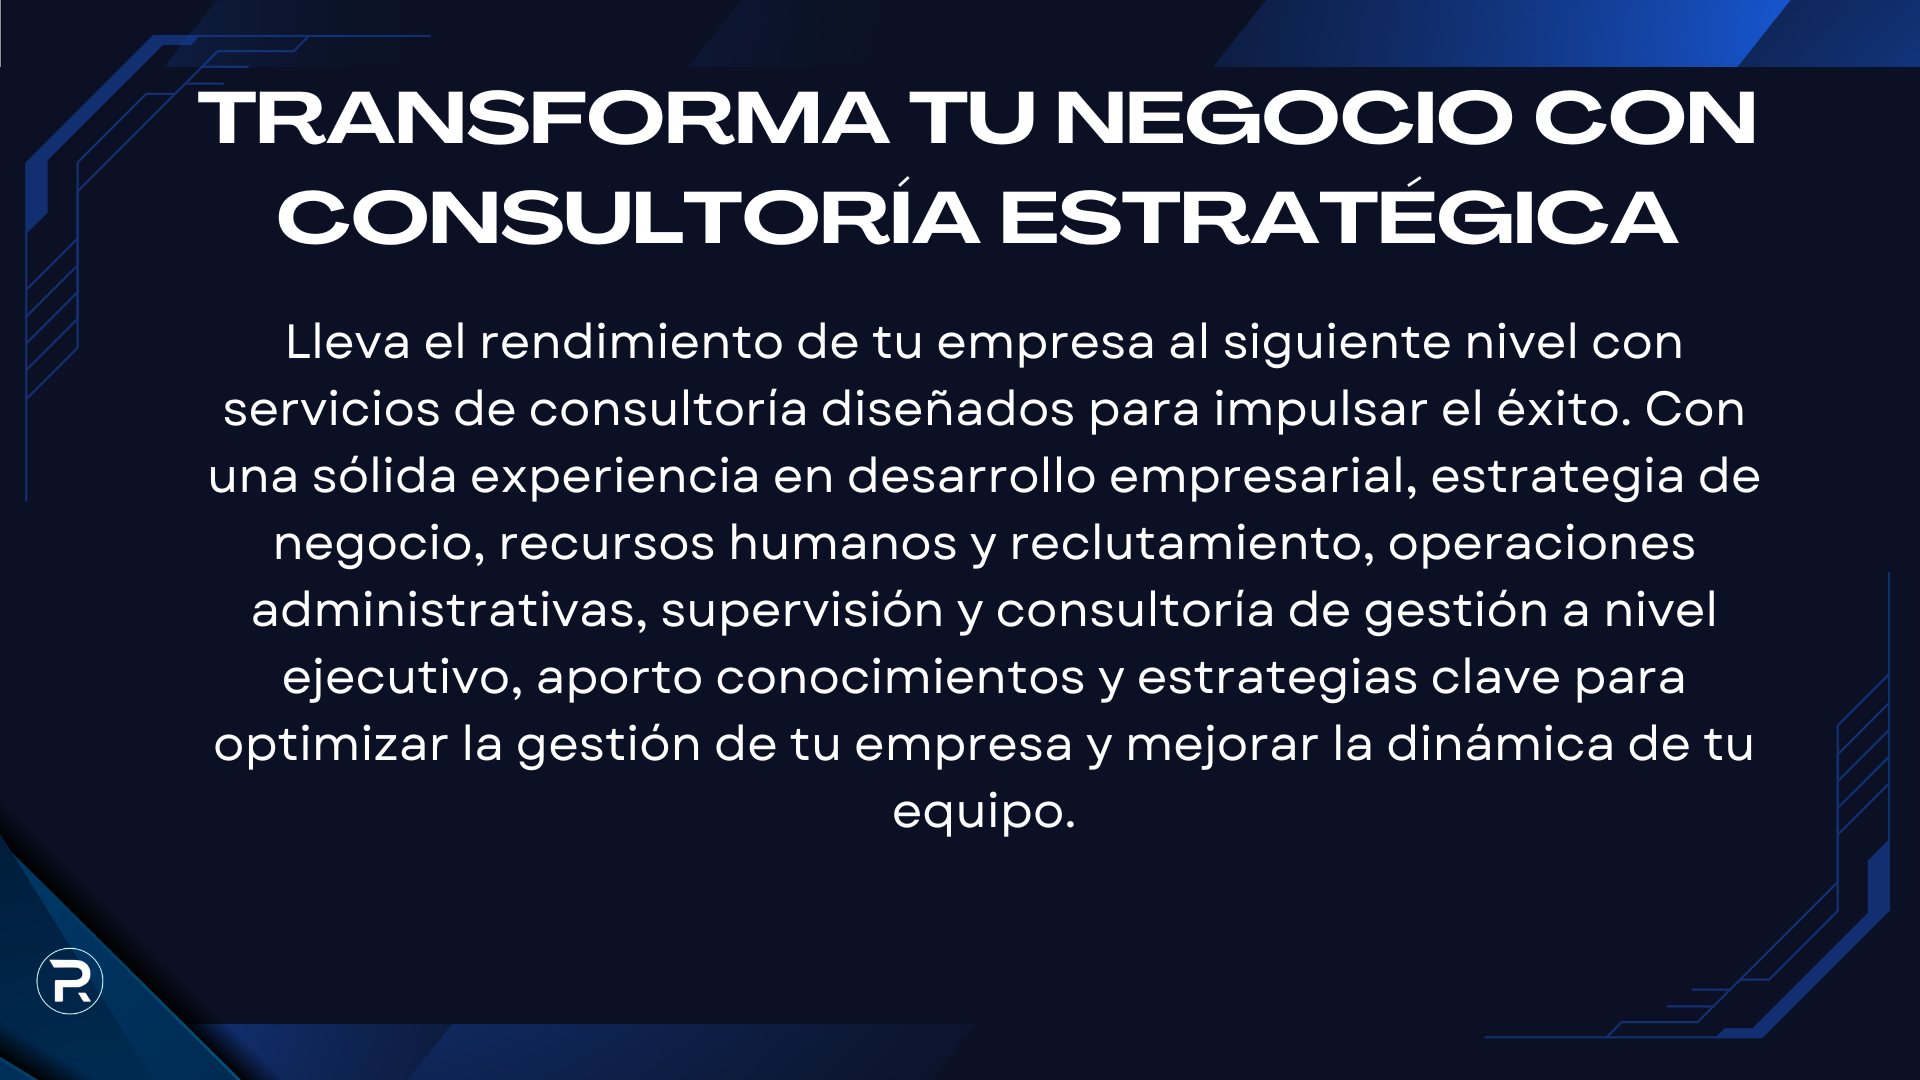 TRANSFORMA TU NEGOCIO CON
CONSULTORÍA ESTRATÉGICA
Lleva el rendimiento de tu empresa al siguiente nivel con
servicios de consultoría diseñados para impulsar el éxito. Con
una sólida experiencia en desarrollo empresarial, estrategia de
negocio, recursos humanos y reclutamiento, operaciones
administrativas, supervisión y consultoría de gestión a nivel
ejecutivo, aporto conocimientos y estrategias clave para
optimizar la gestión de tu empresa y mejorar la dinámica de tu
equipo.
R